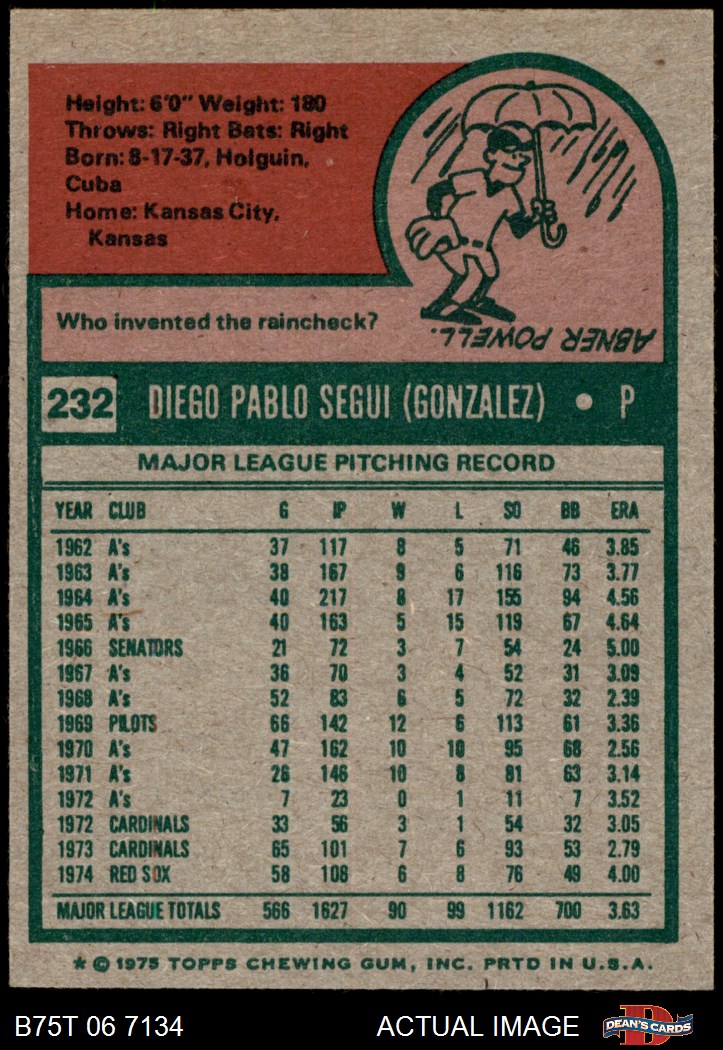 Height: 6'0" Weight: 180
Throws: Right Bats: Right
Born: 8-17-37, Holguin,
Cuba
Home: Kansas City,
Kansas
Who invented the raincheck?
ABNER POWELL.
232 DIEGO PABLO SEGUI (GONZALEZ) • P
MAJOR LEAGUE PITCHING RECORD
YEAR CLUB G IP W L SO BB ERA
1962 A's 37 117 8 5 71 46 3.85
1963 A's 38 167 9 6 116 73 3.77
1964 A's 40 217 8 17 155 94 4.56
1965 A's 40 163 5 15 119 67 4.64
1966 SENATORS 21 72 3 7 54 24 5.00
1967 A's 36 70 3 4 52 31 3.09
1968 A's 52 83 6 5 72 32 2.39
1969 PILOTS 66 142 12 6 113 61 3.36
1970 A's 47 162 10 10 95 68 2.56
1971 A's 26 146 10 8 81 63 3.14
1972 A's 7 23 0 1 11 7 3.52
1972 CARDINALS 33 56 3 1 54 32 3.05
1973 CARDINALS 65 101 7 6 93 53 2.79
1974 RED SOX 58 108 6 8 76 49 4.00
MAJOR LEAGUE TOTALS 566 1627 90 99 1162 700 3.63
* © 1975 TOPPS CHEWING GUM, INC. PRTD IN U.S.A.
B75T 06 7134 ACTUAL IMAGE D DEAN'S CARDS